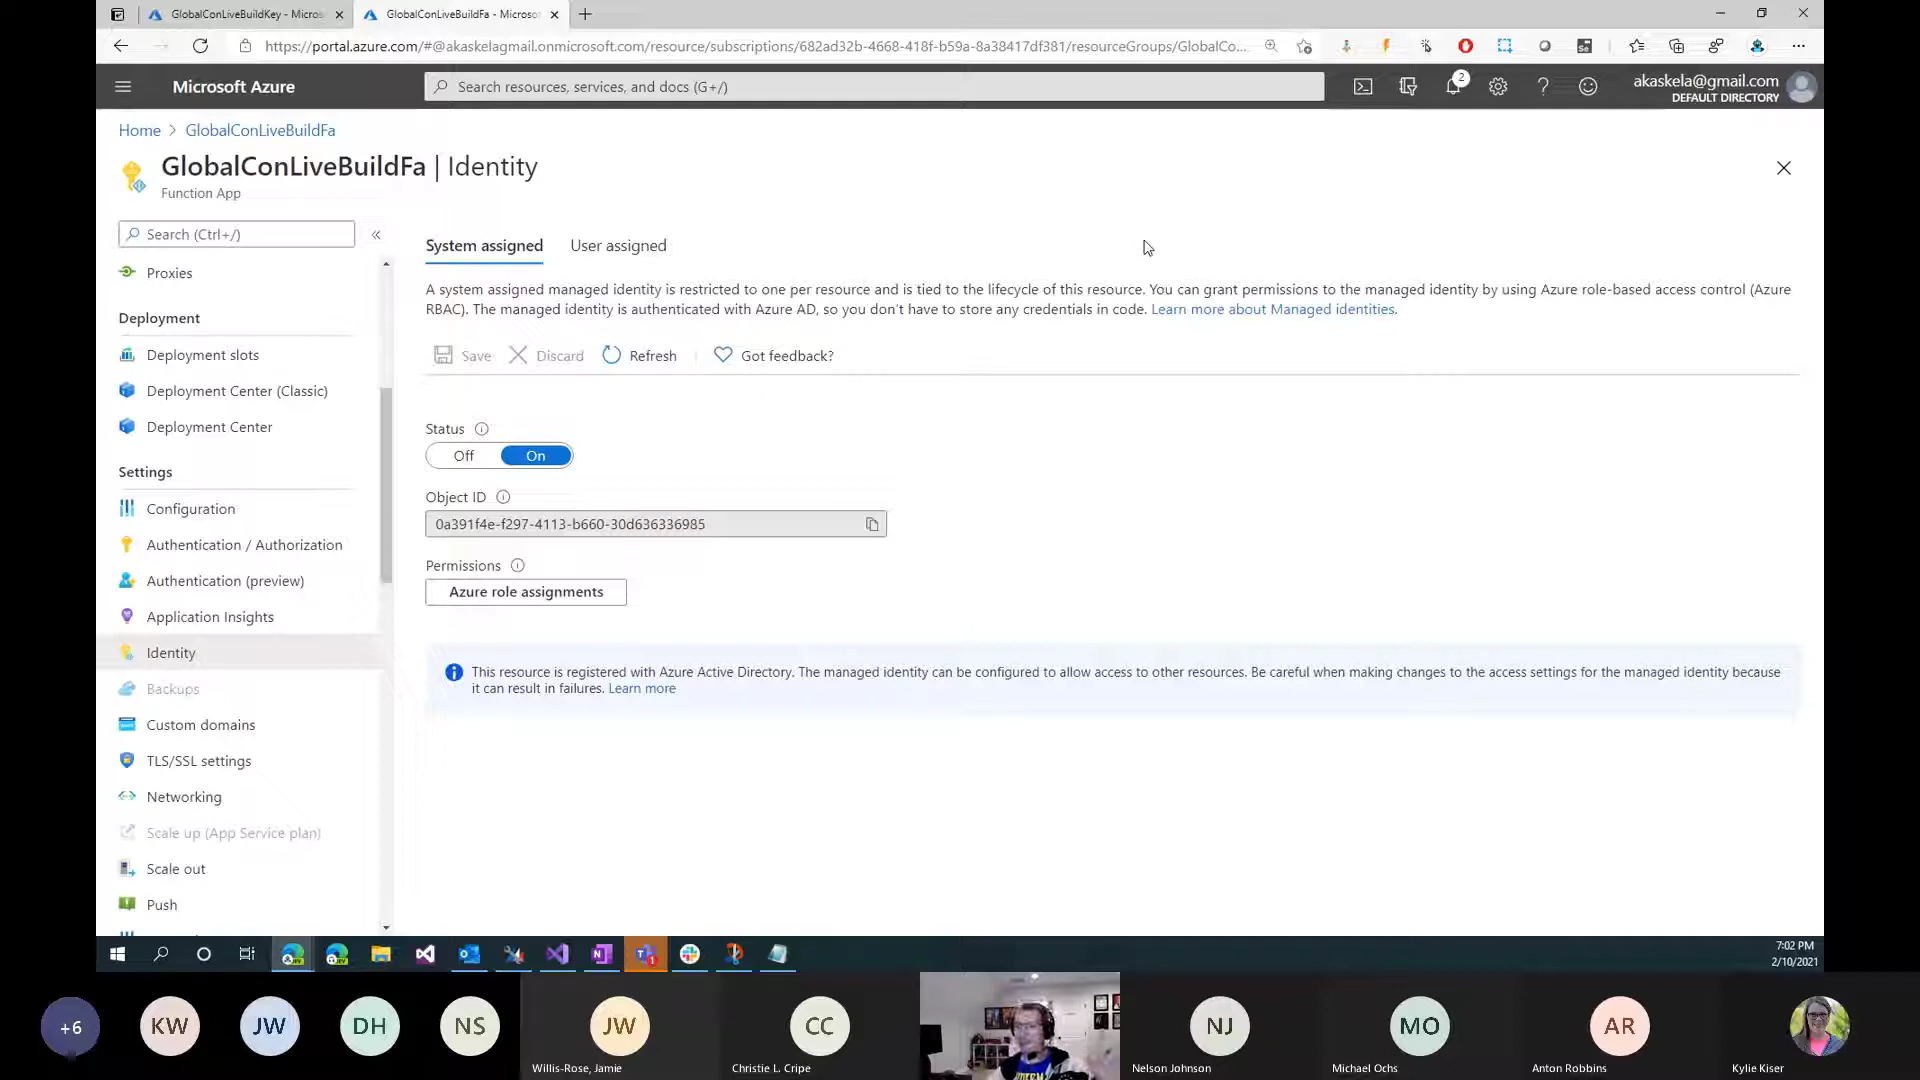 GlobalConLiveBuildKey - Micros
GlobalConLiveBuildFa - Microsof
https://portal.azure.com/#@akaskelagmail.onmicrosoft.com/resource/subscriptions/682ad32b-4668-418f-b59a-8a38417df381/resourceGroups/GlobalCo...
Microsoft Azure
Search resources, services, and docs (G+/)
2
akaskela@gmail.com
DEFAULT DIRECTORY
Home > GlobalConLiveBuildFa
GlobalConLiveBuildFa | Identity
Function App
Search (Ctrl+/)
«
Proxies
Deployment
Deployment slots
Deployment Center (Classic)
Deployment Center
Settings
Configuration
Authentication / Authorization
Authentication (preview)
Application Insights
Identity
Backups
Custom domains
TLS/SSL settings
Networking
Scale up (App Service plan)
Scale out
Push
System assigned
User assigned
A system assigned managed identity is restricted to one per resource and is tied to the lifecycle of this resource. You can grant permissions to the managed identity by using Azure role-based access control (Azure
RBAC). The managed identity is authenticated with Azure AD, so you don't have to store any credentials in code. Learn more about Managed identities.
Save
Discard
Refresh
Got feedback?
Status
Off
On
Object ID
0a391f4e-f297-4113-b660-30d636336985
Permissions
Azure role assignments
This resource is registered with Azure Active Directory. The managed identity can be configured to allow access to other resources. Be careful when making changes to the access settings for the managed identity because
it can result in failures. Learn more
7:02 PM
2/10/2021
+6
KW
JW
DH
NS
JW
Willis-Rose, Jamie
CC
Christie L. Cripe
NJ
Nelson Johnson
MO
Michael Ochs
AR
Anton Robbins
Kylie Kiser